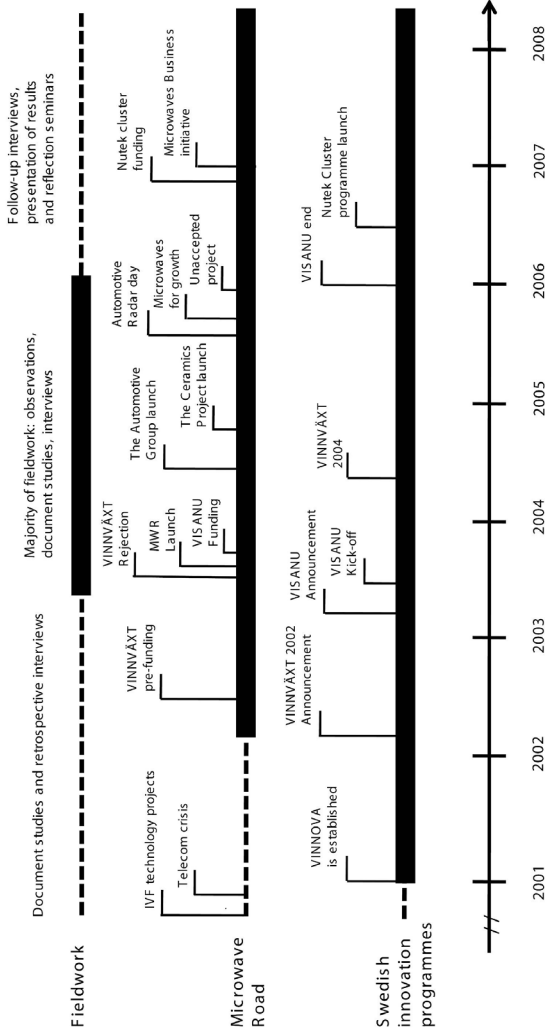 Document studies and retrospective interviews
Majority of fieldwork: observations,
document studies, interviews
Follow-up interviews,
presentation of results
and reflection seminars
Fieldwork
IVF technology projects
Telecom crisis
VINNVÄXT
pre-funding
VINNVÄXT
Rejection
MWR
Launch
VISANU
Funding
The Automotive
Group launch
The Ceramics
Project launch
Automotive
Radar day
Microwaves
for growth
Unaccepted
project
Nutek cluster
funding
Microwaves Business
initiative
Microwave
Road
VINNOVA
is established
VINNVÄXT 2002
Announcement
VISANU
Announcement
VISANU
Kick-off
VINNVÄXT
2004
VISANU end
Nutek Cluster
programme launch
Swedish
innovation
programmes
2001
2002
2003
2004
2005
2006
2007
2008